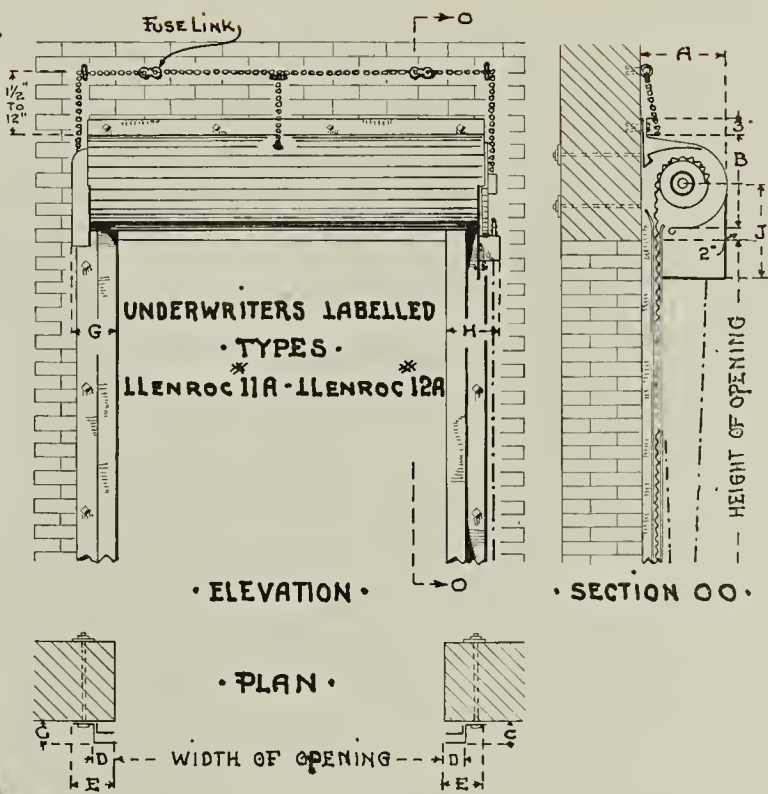 FUSE LINK
O
1½"
TO
12"
A
3"
B
J
2"
G
H
UNDERWRITERS LABELLED
· TYPES ·
LLENROC 11A - LLENROC 12A
HEIGHT OF OPENING
O
· ELEVATION ·
· SECTION OO ·
· PLAN ·
C
C
D
WIDTH OF OPENING
D
E
E